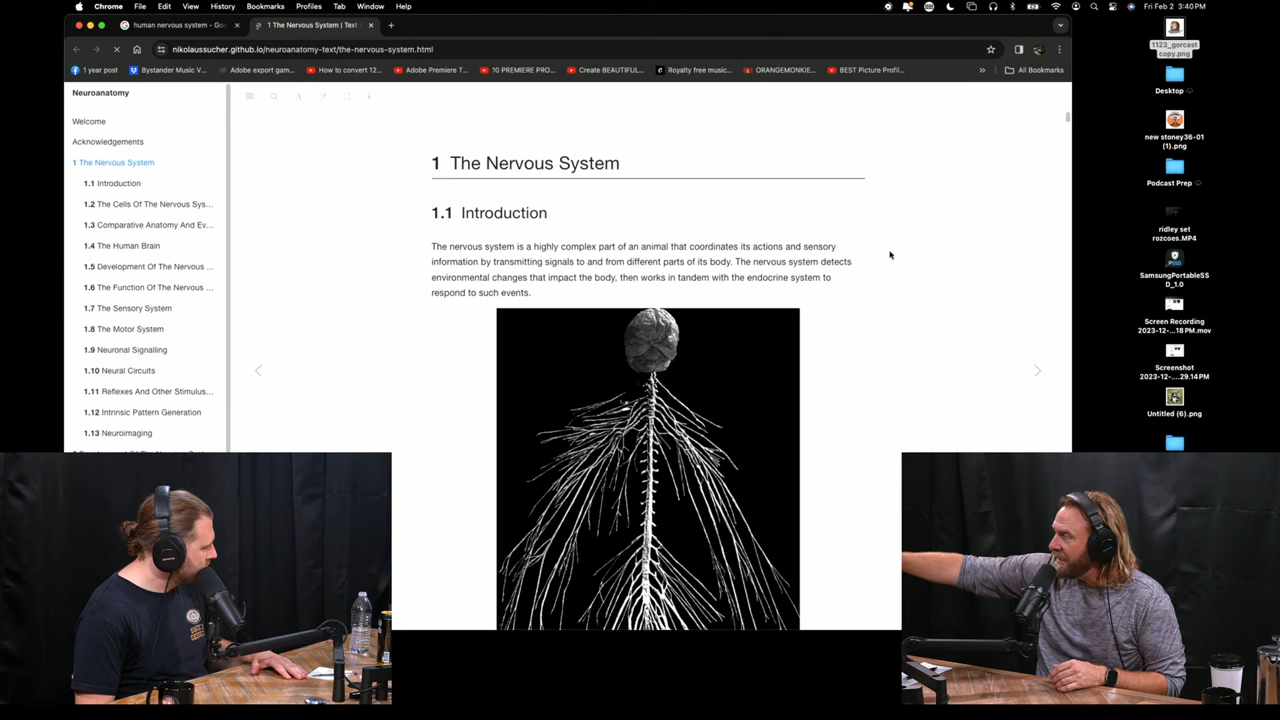 Chrome File Edit View History Bookmarks Profiles Tab Window Help
Fri Feb 2 3:40 PM
human nervous system - Goo
1 The Nervous System | Text
nikolaussucher.github.io/neuroanatomy-text/the-nervous-system.html
1 year post
Bystander Music V...
Adobe export gam...
How to convert 12...
Adobe Premiere T...
10 PREMIERE PRO...
Create BEAUTIFUL...
Royalty free music...
ORANGEMONKIE...
BEST Picture Profil...
All Bookmarks
Neuroanatomy
Welcome
Acknowledgements
1 The Nervous System
1.1 Introduction
1.2 The Cells Of The Nervous Sys...
1.3 Comparative Anatomy And Ev...
1.4 The Human Brain
1.5 Development Of The Nervous ...
1.6 The Function Of The Nervous ...
1.7 The Sensory System
1.8 The Motor System
1.9 Neuronal Signalling
1.10 Neural Circuits
1.11 Reflexes And Other Stimulus...
1.12 Intrinsic Pattern Generation
1.13 Neuroimaging
1 The Nervous System
1.1 Introduction
The nervous system is a highly complex part of an animal that coordinates its actions and sensory
information by transmitting signals to and from different parts of its body. The nervous system detects
environmental changes that impact the body, then works in tandem with the endocrine system to
respond to such events.
1123_gorcast
copy.png
Desktop
new stoney36-01
(1).png
Podcast Prep
ridley set
rozcoes.MP4
SamsungPortableSS
D_1.0
Screen Recording
2023-12-...18 PM.mov
Screenshot
2023-12-....29.14PM
Untitled (6).png